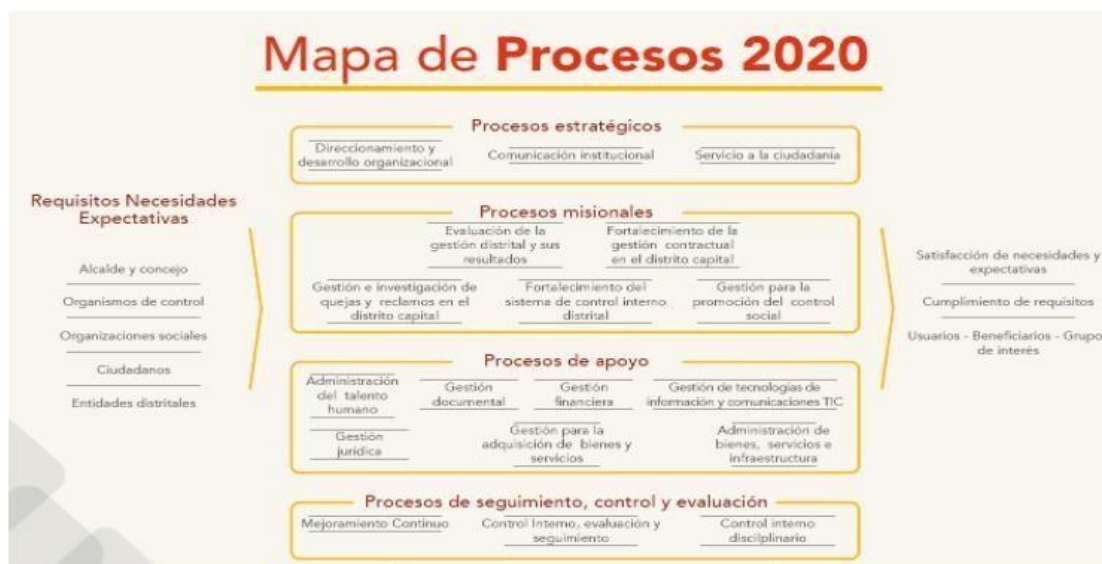 Mapa de Procesos 2020
Procesos estratégicos
Direccionamiento y
desarrollo organizacional
Comunicación institucional
Servicio a la ciudadania
Requisitos Necesidades
Expectativas
Alcalde y concejo
Organismos de control
Organizaciones sociales
Ciudadanos
Entidades distritales
Procesos misionales
Evaluación de la
gestión distrital y sus
resultados
Fortalecimiento de la
gestión contractual
en el distrito capital
Gestión e investigación de
quejas y reclamos en el
distrito capital
Fortalecimiento del
sistema de control interno
distrital
Gestión para la
promoción del control
social
Procesos de apoyo
Administración
del talento
humano
Gestión
documental
Gestión
financiera
Gestión de tecnologías de
información y comunicaciones TIC
Gestión
jurídica
Gestión para la
adquisición de bienes y
servicios
Administración de
bienes, servicios e
infraestructura
Procesos de seguimiento, control y evaluación
Mejoramiento Continuo
Control Interno, evaluación y
seguimiento
Control interno
discilplinario
Satisfacción de necesidades y
expectativas
Cumplimiento de requisitos
Usuarios - Beneficiarios - Grupo
de interés